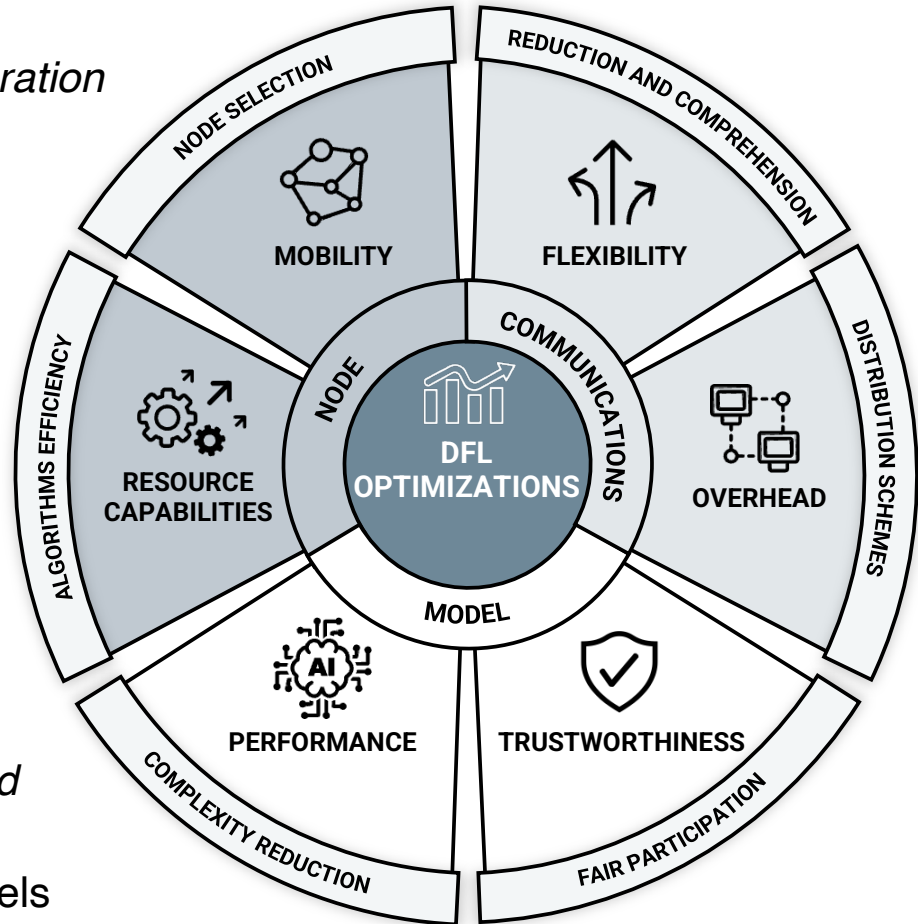 ration
NODE SELECTION
REDUCTION AND COMPREHENSION
MOBILITY
FLEXIBILITY
NODE
COMMUNICATIONS
ALGORITHMS EFFICIENCY
DISTRIBUTION SCHEMES
DFL
OPTIMIZATIONS
RESOURCE
CAPABILITIES
OVERHEAD
MODEL
AI
PERFORMANCE
TRUSTWORTHINESS
d
COMPLEXITY REDUCTION
FAIR PARTICIPATION
els